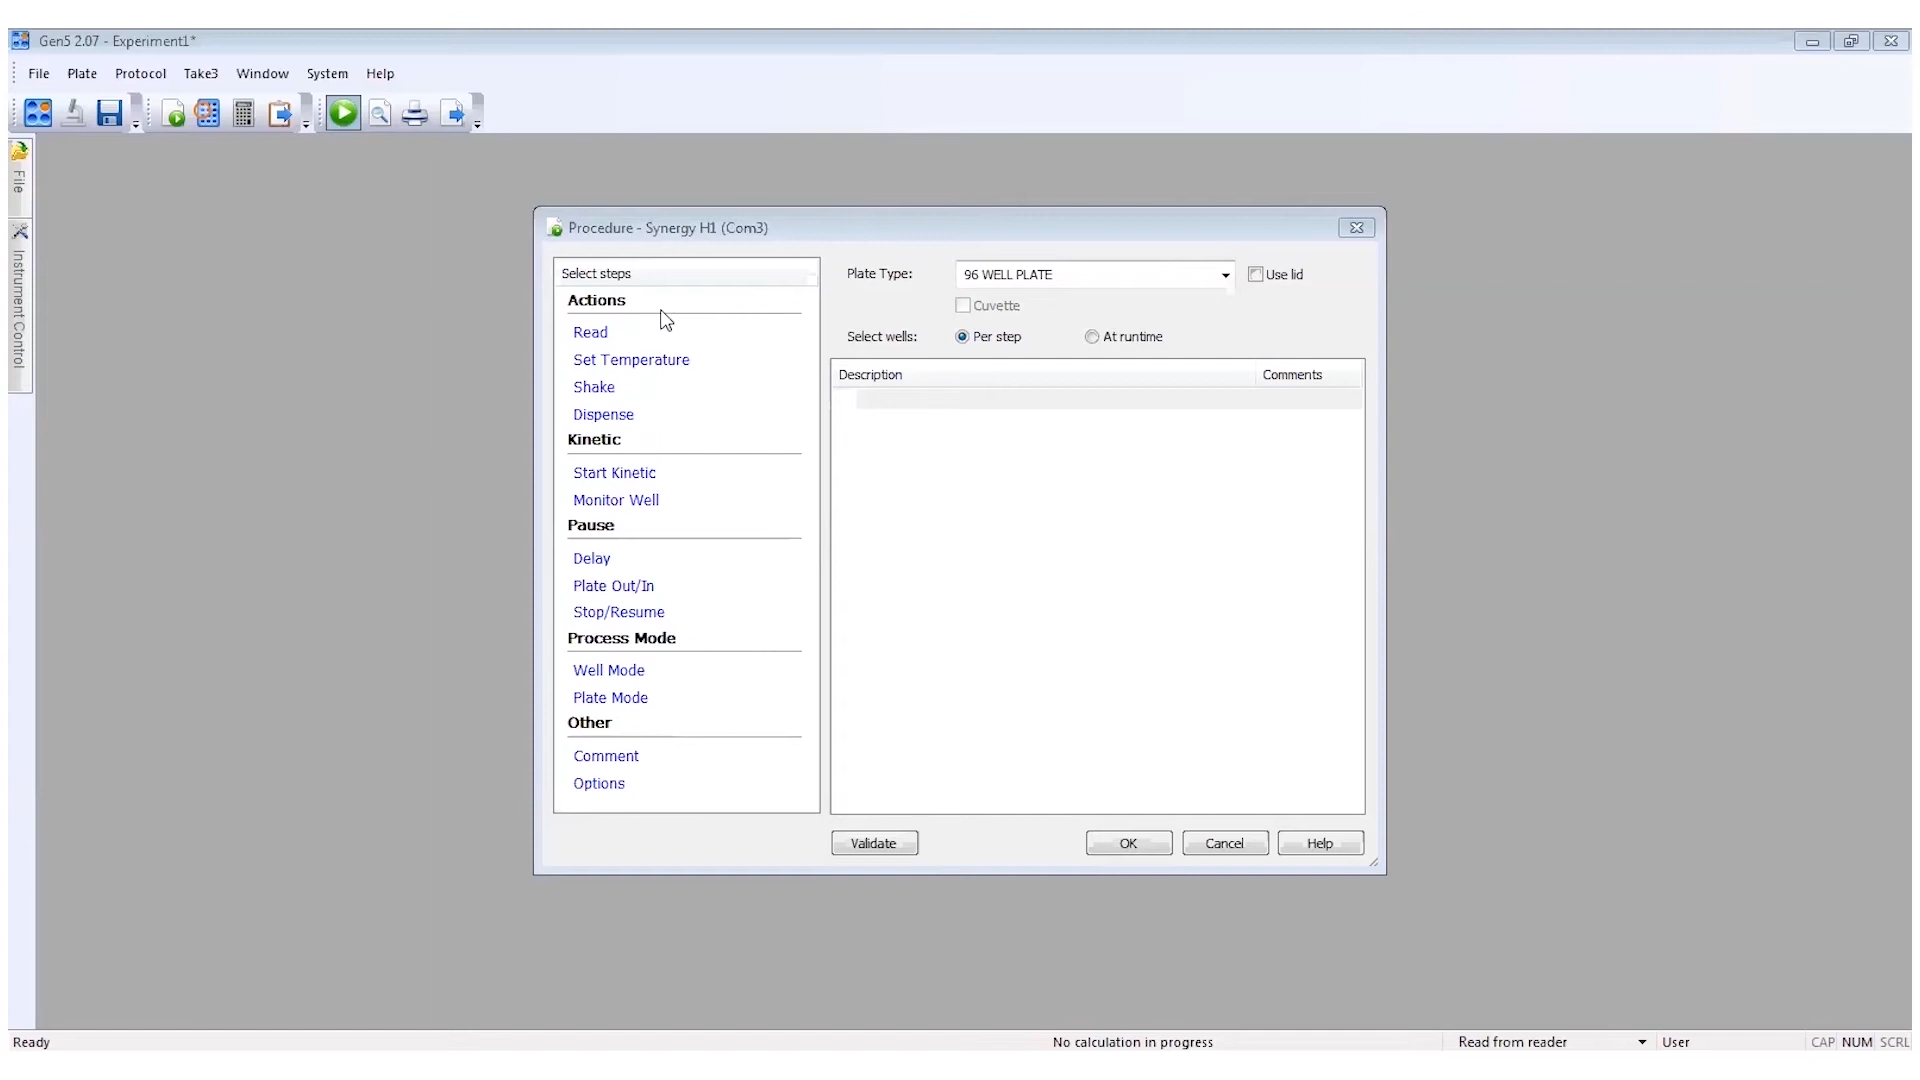 Gen5 2.07 - Experiment1*
File Plate Protocol Take3 Window System Help
File
Instrument Control
Procedure - Synergy H1 (Com3)
Select steps
Actions
Read
Set Temperature
Shake
Dispense
Kinetic
Start Kinetic
Monitor Well
Pause
Delay
Plate Out/In
Stop/Resume
Process Mode
Well Mode
Plate Mode
Other
Comment
Options
Plate Type: 96 WELL PLATE Use lid
Cuvette
Select wells: Per step At runtime
Description Comments
Validate OK Cancel Help
Ready No calculation in progress Read from reader User CAP NUM SCRL